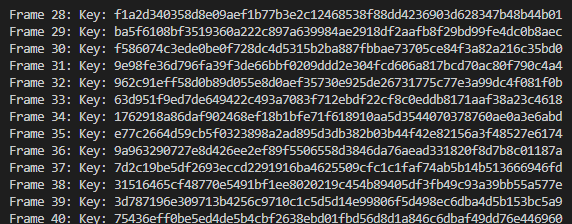 Frame 28: Key: f1a2d340358d8e09aef1b77b3e2c12468538f88dd4236903d628347b48b44b01
Frame 29: Key: ba5f6108bf3519360a222c897a639984ae2918df2aafb8f29bd99fe4dc0b8aec
Frame 30: Key: f586074c3ede0be0f728dc4d5315b2ba887fbbae73705ce84f3a82a216c35bd0
Frame 31: Key: 9e98fe36d796fa39f3de66bbf0209ddd2e304fcd606a817bcd70ac80f790c4a4
Frame 32: Key: 962c91eff58d0b89d055e8d0aef35730e925de26731775c77e3a99dc4f081f0b
Frame 33: Key: 63d951f9ed7de649422c493a7083f712ebdf22cf8c0eddb8171aaf38a23c4618
Frame 34: Key: 1762918a86daf902468ef18b1bfe71f618910aa5d3544070378760ae0a3e6abd
Frame 35: Key: e77c2664d59cb5f0323898a2ad895d3db382b03b44f42e82156a3f48527e6174
Frame 36: Key: 9a963290727e8d426ee2ef89f5506558d3846da76aead331820f8d7b8c01187a
Frame 37: Key: 7d2c19be5df2693eccd2291916ba4625509cfc1c1faf74ab5b14b513666946fd
Frame 38: Key: 31516465cf48770e5491bf1ee8020219c454b89405df3fb49c93a39bb55a577e
Frame 39: Key: 3d787196e309713b4256c9710c1c5d5d14e99806f5d498ec6dba4d5b153bc5a9
Frame 40: Key: 75436eff0be5ed4de5b4cbf2638ebd01fbd56d8d1a846c6dbaf49dd76e446960